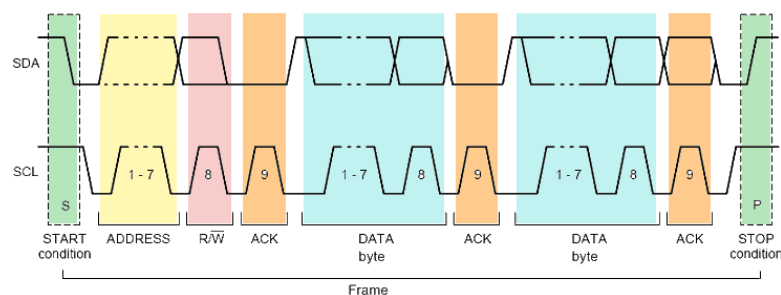 SDA
SCL
1 - 7
8
9
1 - 7
8
9
1 - 7
8
9
S
P
START
condition
ADDRESS
R/W̅
ACK
DATA
byte
ACK
DATA
byte
ACK
STOP
condition
Frame